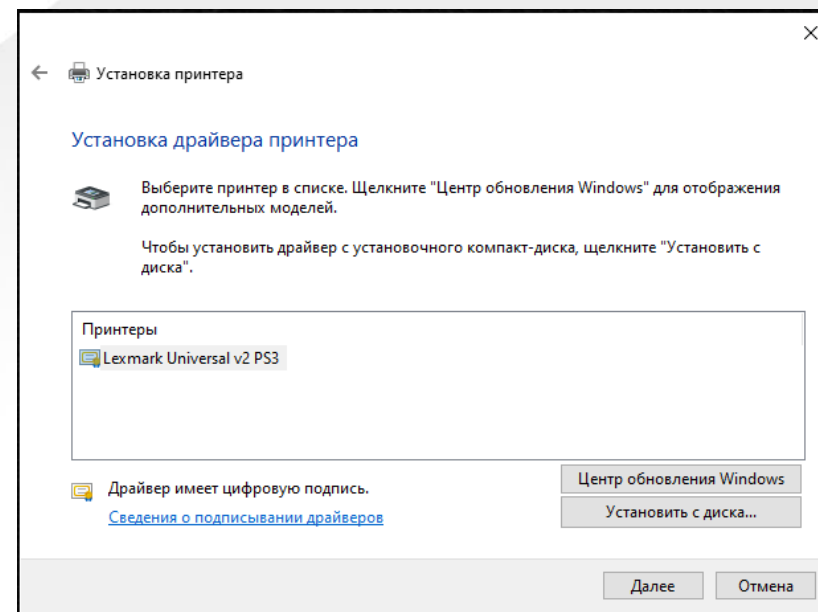 Установка принтера
Установка драйвера принтера
Выберите принтер в списке. Щелкните "Центр обновления Windows" для отображения
дополнительных моделей.
Чтобы установить драйвер с установочного компакт-диска, щелкните "Установить с
диска".
Принтеры
Lexmark Universal v2 PS3
Драйвер имеет цифровую подпись.
Сведения о подписывании драйверов
Центр обновления Windows
Установить с диска...
Далее
Отмена